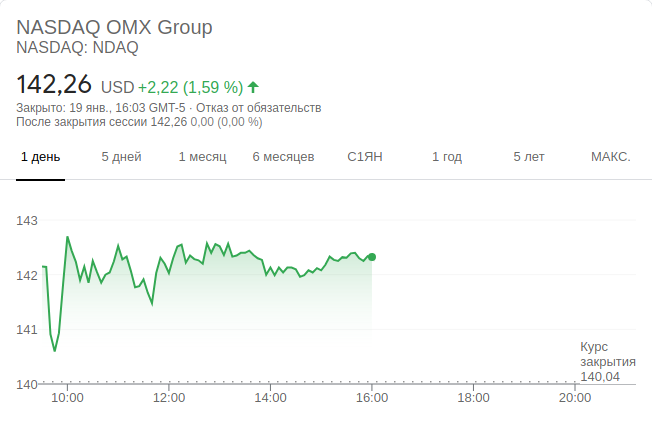 NASDAQ OMX Group
NASDAQ: NDAQ
142,26 USD +2,22 (1,59 %)
Закрыто: 19 янв., 16:03 GMT-5 · Отказ от обязательств
После закрытия сессии 142,26 0,00 (0,00 %)
1 день 5 дней 1 месяц 6 месяцев С1ЯН 1 год 5 лет МАКС.
143
142
141
Курс
закрытия
140,04
140
10:00 12:00 14:00 16:00 18:00 20:00